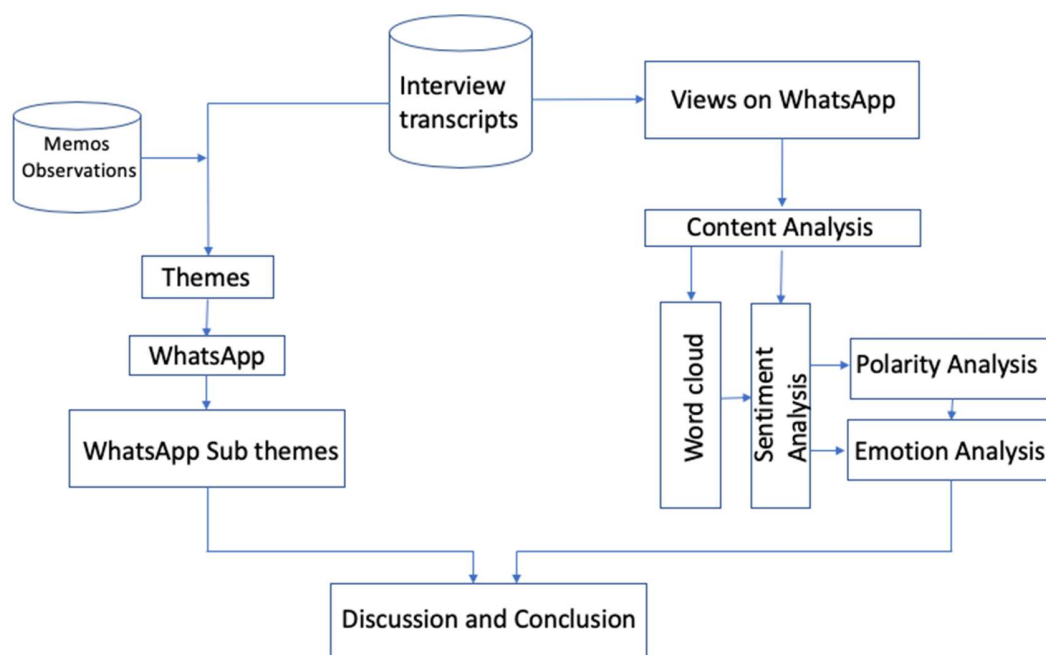 Interview
transcripts
Views on WhatsApp
Memos
Observations
Content Analysis
Themes
WhatsApp
WhatsApp Sub themes
Word cloud
Sentiment
Analysis
Polarity Analysis
Emotion Analysis
Discussion and Conclusion